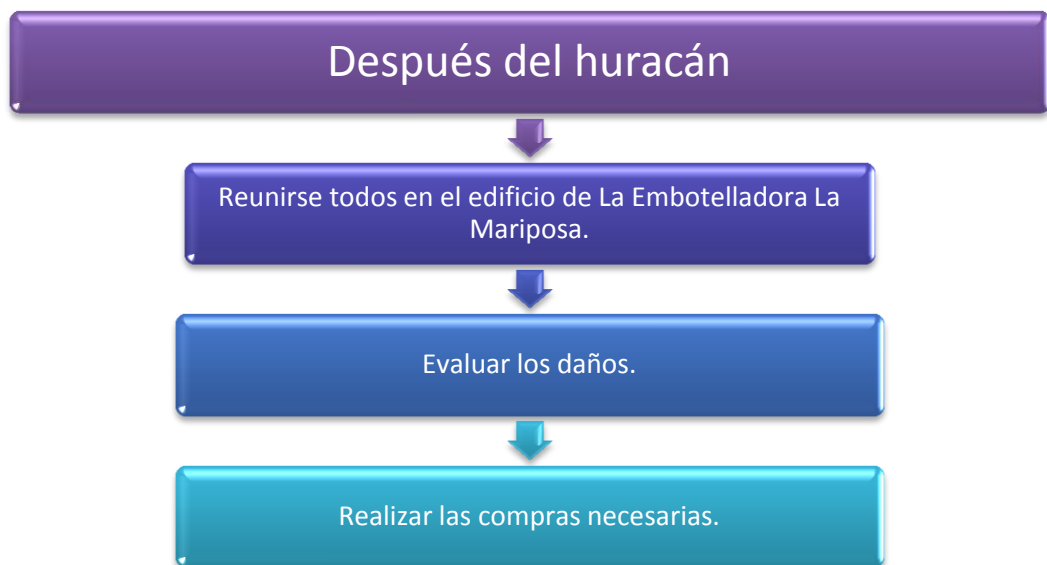 Después del huracán
Reunirse todos en el edificio de La Embotelladora La
Mariposa.
Evaluar los daños.
Realizar las compras necesarias.